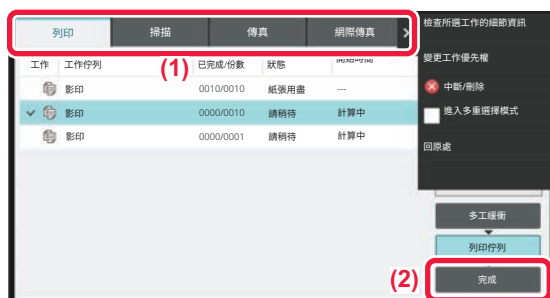 列印 掃描 傳真 網際傳真
(1)
工作 工作佇列 已完成/份數 狀態 開始時間
影印 0010/0010 紙張用盡 ---
影印 0000/0010 請稍待 計算中
影印 0000/0001 請稍待 計算中
檢查所選工作的細節資訊
變更工作優先權
中斷/刪除
進入多重選擇模式
回原處
多工緩衝
列印佇列
(2)
完成